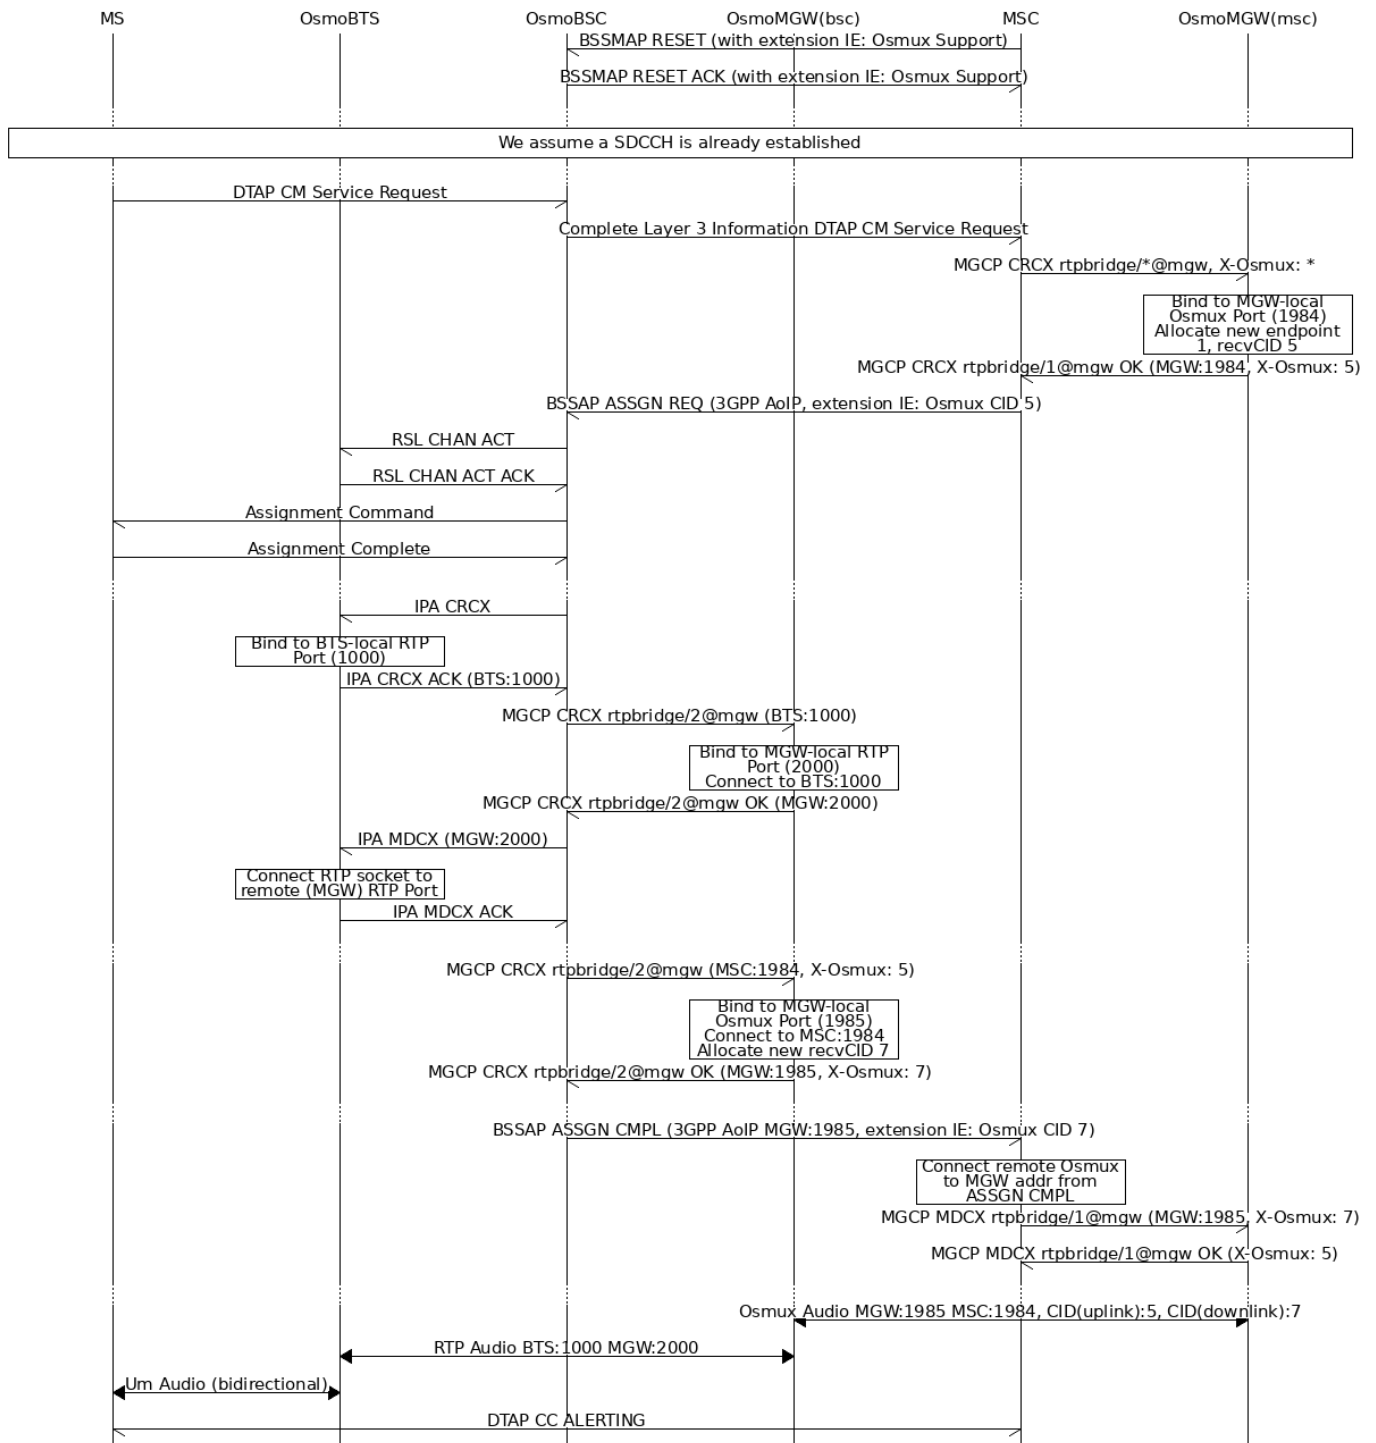 MS OsmoBTS OsmoBSC OsmoMGW(bsc) MSC OsmoMGW(msc)
BSSMAP RESET (with extension IE: Osmux Support)
BSSMAP RESET ACK (with extension IE: Osmux Support)
We assume a SDCCH is already established
DTAP CM Service Request
Complete Layer 3 Information DTAP CM Service Request
MGCP CRCX rtpbridge/*@mgw, X-Osmux: *
Bind to MGW-local
Osmux Port (1984)
Allocate new endpoint
1, recvCID 5
MGCP CRCX rtpbridge/1@mgw OK (MGW:1984, X-Osmux: 5)
BSSAP ASSGN REQ (3GPP AoIP, extension IE: Osmux CID 5)
RSL CHAN ACT
RSL CHAN ACT ACK
Assignment Command
Assignment Complete
IPA CRCX
Bind to BTS-local RTP
Port (1000)
IPA CRCX ACK (BTS:1000)
MGCP CRCX rtpbridge/2@mgw (BTS:1000)
Bind to MGW-local RTP
Port (2000)
Connect to BTS:1000
MGCP CRCX rtpbridge/2@mgw OK (MGW:2000)
IPA MDCX (MGW:2000)
Connect RTP socket to
remote (MGW) RTP Port
IPA MDCX ACK
MGCP CRCX rtpbridge/2@mgw (MSC:1984, X-Osmux: 5)
Bind to MGW-local
Osmux Port (1985)
Connect to MSC:1984
Allocate new recvCID 7
MGCP CRCX rtpbridge/2@mgw OK (MGW:1985, X-Osmux: 7)
BSSAP ASSGN CMPL (3GPP AoIP MGW:1985, extension IE: Osmux CID 7)
Connect remote Osmux
to MGW addr from
ASSGN CMPL
MGCP MDCX rtpbridge/1@mgw (MGW:1985, X-Osmux: 7)
MGCP MDCX rtpbridge/1@mgw OK (X-Osmux: 5)
Osmux Audio MGW:1985 MSC:1984, CID(uplink):5, CID(downlink):7
RTP Audio BTS:1000 MGW:2000
Um Audio (bidirectional)
DTAP CC ALERTING